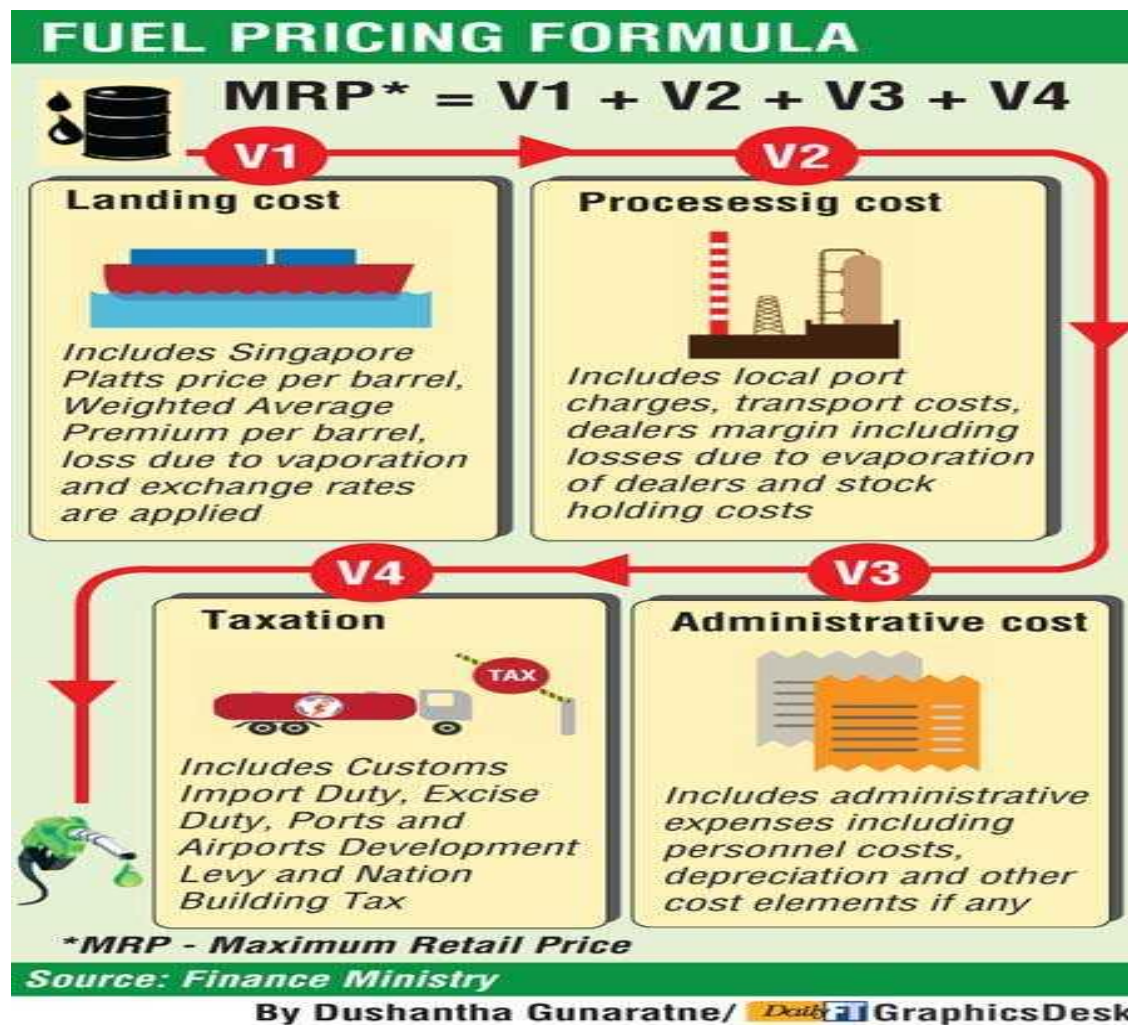 FUEL PRICING FORMULA
MRP* = V1 + V2 + V3 + V4
V1
V2
Landing cost
Includes Singapore
Platts price per barrel,
Weighted Average
Premium per barrel,
loss due to vaporation
and exchange rates
are applied
Procesessig cost
Includes local port
charges, transport costs,
dealers margin including
losses due to evaporation
of dealers and stock
holding costs
V3
Administrative cost
Includes administrative
expenses including
personnel costs,
depreciation and other
cost elements if any
V4
Taxation
TAX
Includes Customs
Import Duty, Excise
Duty, Ports and
Airports Development
Levy and Nation
Building Tax
*MRP - Maximum Retail Price
Source: Finance Ministry
By Dushantha Gunaratne/ Daily FT GraphicsDesk